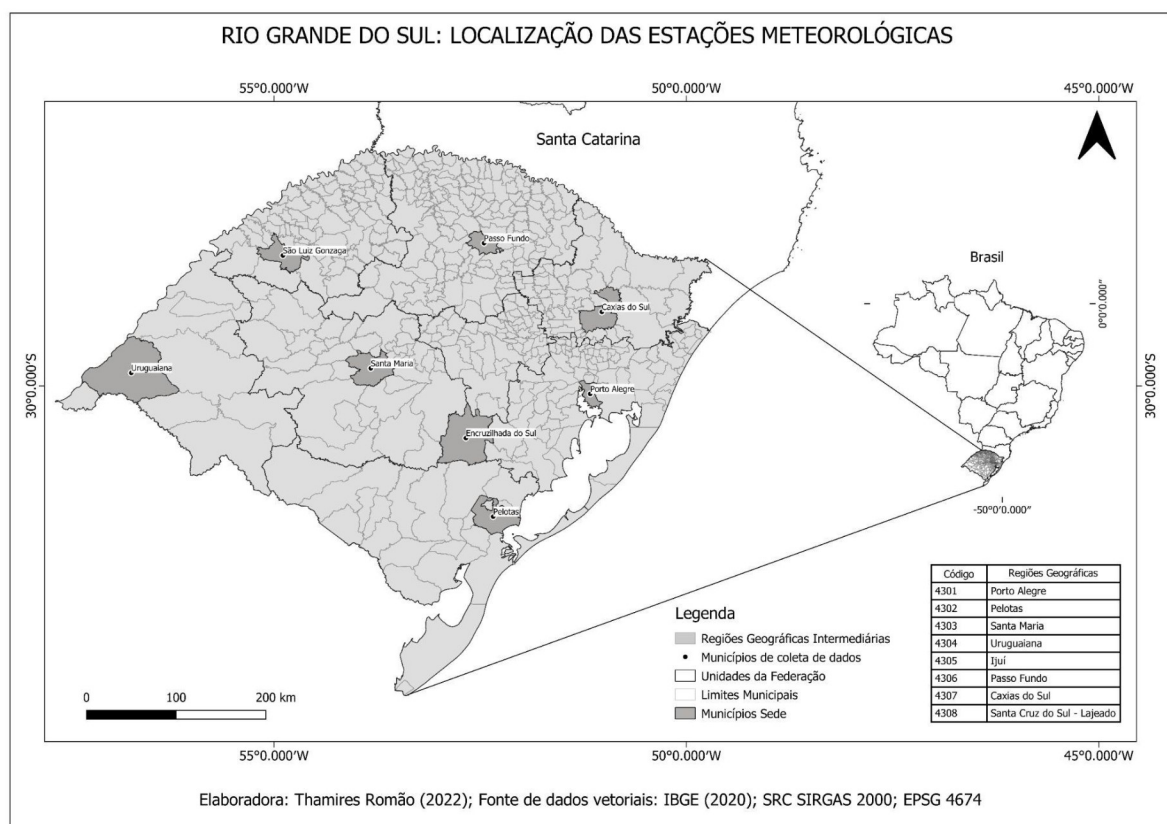 RIO GRANDE DO SUL: LOCALIZAÇÃO DAS ESTAÇÕES METEOROLÓGICAS
55°0.000'W 50°0.000'W 45°0.000'W
Santa Catarina
Passo Fundo
São Luiz Gonzaga
Caxias do Sul
Santa Maria
Uruguaiana
Porto Alegre
Encruzilhada do Sul
Pelotas
30°0.000'S
Brasil
0°0'0.000"
30°0.000'S
-50°0'0.000"
Legenda
Regiões Geográficas Intermediárias
Municípios de coleta de dados
Unidades da Federação
Limites Municipais
Municípios Sede
Código Regiões Geográficas
4301 Porto Alegre
4302 Pelotas
4303 Santa Maria
4304 Uruguaiana
4305 Ijuí
4306 Passo Fundo
4307 Caxias do Sul
4308 Santa Cruz do Sul - Lajeado
0 100 200 km
55°0.000'W 50°0.000'W 45°0.000'W
Elaboradora: Thamires Romão (2022); Fonte de dados vetoriais: IBGE (2020); SRC SIRGAS 2000; EPSG 4674